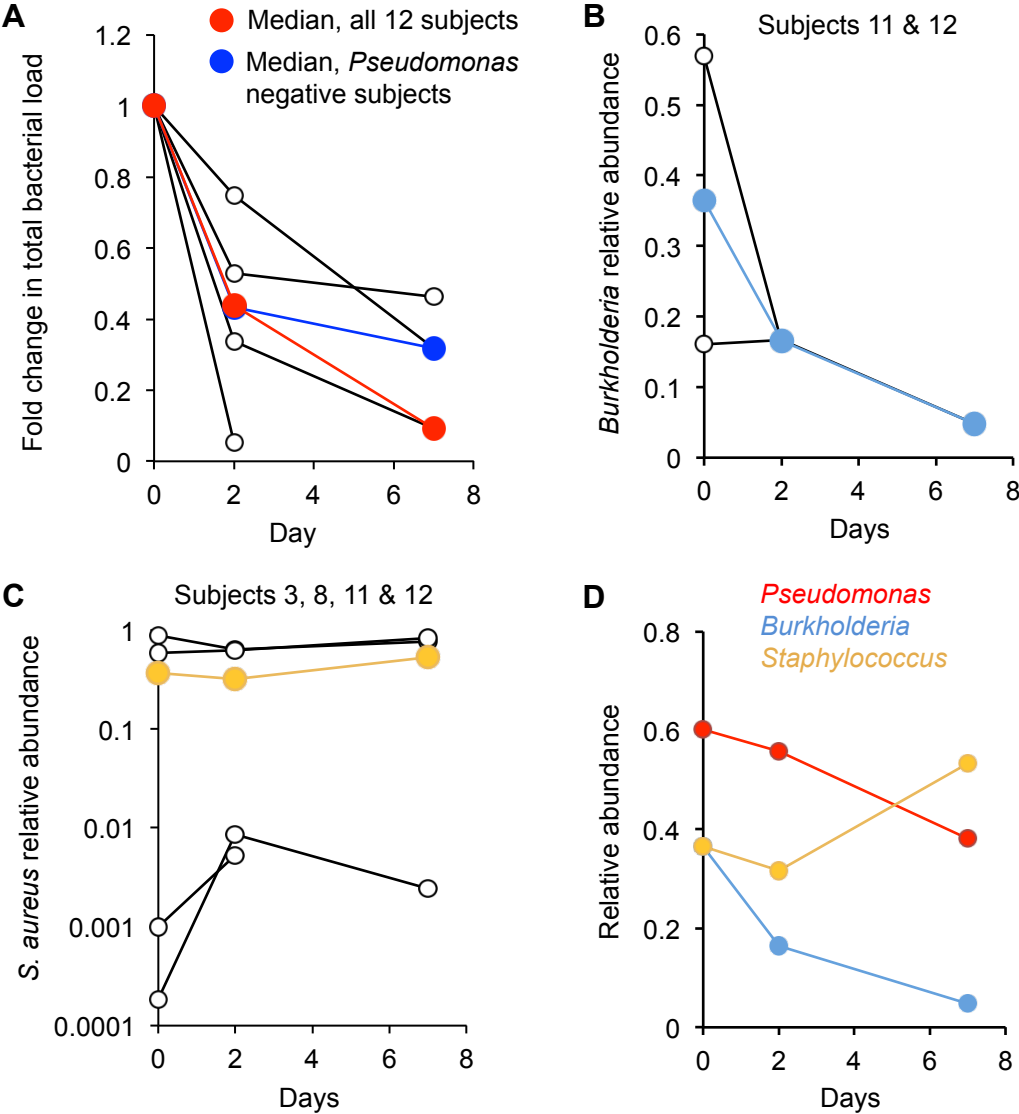 A
Median, all 12 subjects
Median, Pseudomonas
negative subjects
Fold change in total bacterial load
1.2
1
0.8
0.6
0.4
0.2
0
0 2 4 6 8
Day
B
Subjects 11 & 12
Burkholderia relative abundance
0.6
0.5
0.4
0.3
0.2
0.1
0
0 2 4 6 8
Days
C
Subjects 3, 8, 11 & 12
S. aureus relative abundance
1
0.1
0.01
0.001
0.0001
0 2 4 6 8
Days
D
Pseudomonas
Burkholderia
Staphylococcus
Relative abundance
0.8
0.6
0.4
0.2
0
0 2 4 6 8
Days